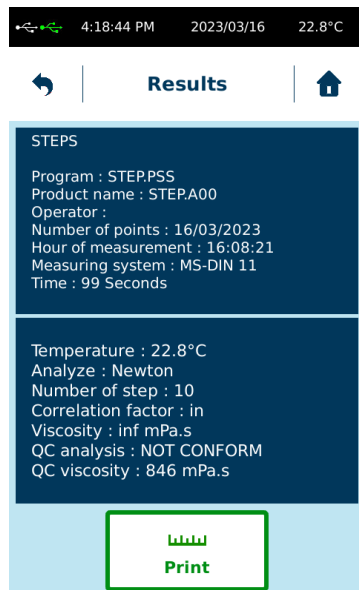 4:18:44 PM 2023/03/16 22.8°C
Results
STEPS
Program : STEP.PSS
Product name : STEP.A00
Operator :
Number of points : 16/03/2023
Hour of measurement : 16:08:21
Measuring system : MS-DIN 11
Time : 99 Seconds
Temperature : 22.8°C
Analyze : Newton
Number of step : 10
Correlation factor : in
Viscosity : inf mPa.s
QC analysis : NOT CONFORM
QC viscosity : 846 mPa.s
Print